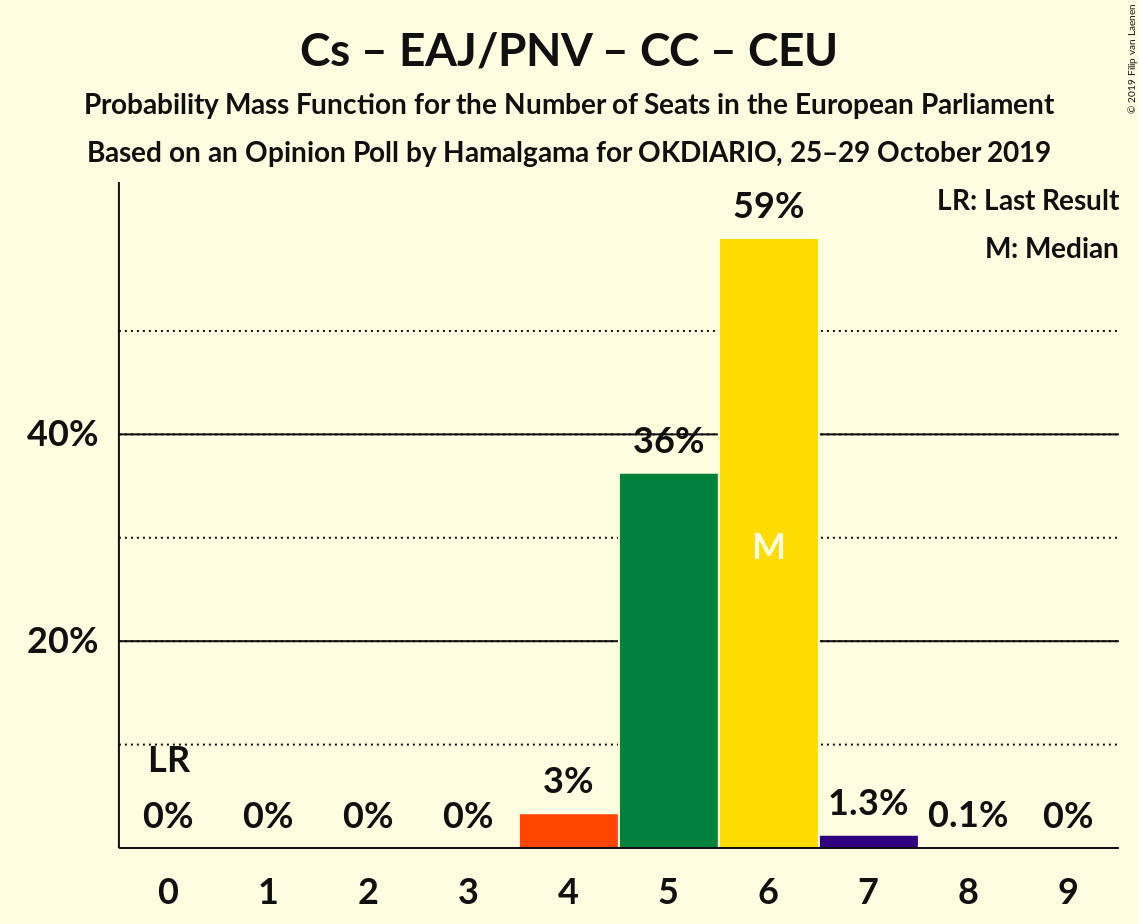 Cs – EAJ/PNV – CC – CEU
Probability Mass Function for the Number of Seats in the European Parliament
Based on an Opinion Poll by Hamalgama for OKDIARIO, 25–29 October 2019
© 2019 Filip van Laenen
LR: Last Result
M: Median
59%
40%
36%
M
20%
LR
0% 0% 0% 0% 3% 1.3% 0.1% 0%
0 1 2 3 4 5 6 7 8 9